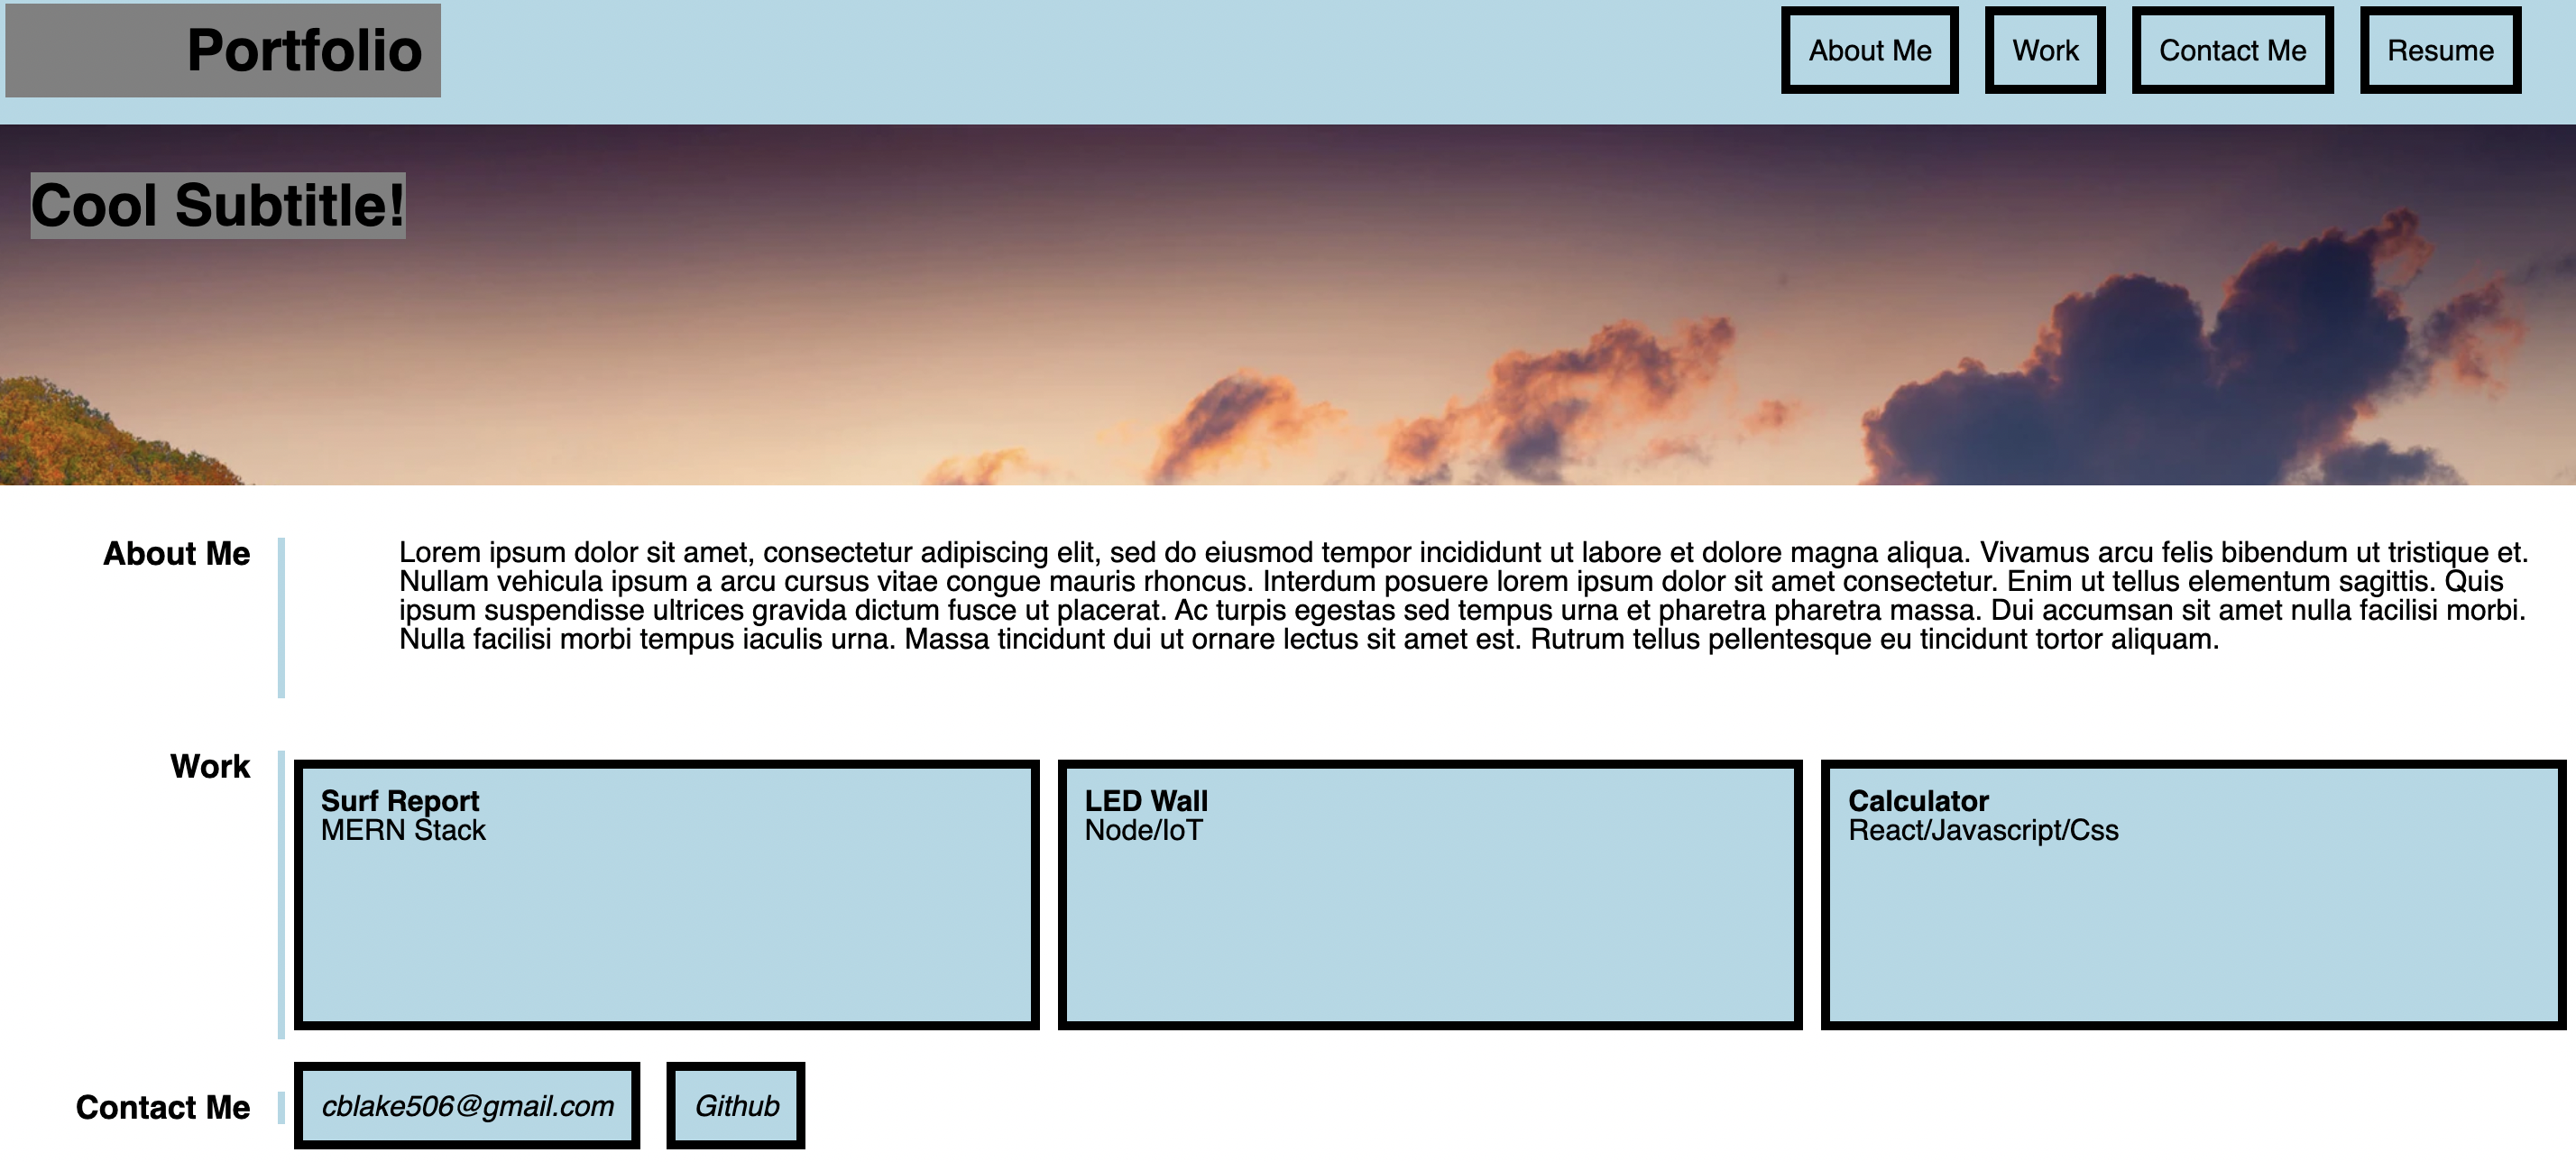 Portfolio
About Me
Work
Contact Me
Resume
Cool Subtitle!
About Me
Lorem ipsum dolor sit amet, consectetur adipiscing elit, sed do eiusmod tempor incididunt ut labore et dolore magna aliqua. Vivamus arcu felis bibendum ut tristique et.
Nullam vehicula ipsum a arcu cursus vitae congue mauris rhoncus. Interdum posuere lorem ipsum dolor sit amet consectetur. Enim ut tellus elementum sagittis. Quis
ipsum suspendisse ultrices gravida dictum fusce ut placerat. Ac turpis egestas sed tempus urna et pharetra pharetra massa. Dui accumsan sit amet nulla facilisi morbi.
Nulla facilisi morbi tempus iaculis urna. Massa tincidunt dui ut ornare lectus sit amet est. Rutrum tellus pellentesque eu tincidunt tortor aliquam.
Work
Surf Report
MERN Stack
LED Wall
Node/IoT
Calculator
React/Javascript/Css
Contact Me
cblake506@gmail.com
Github